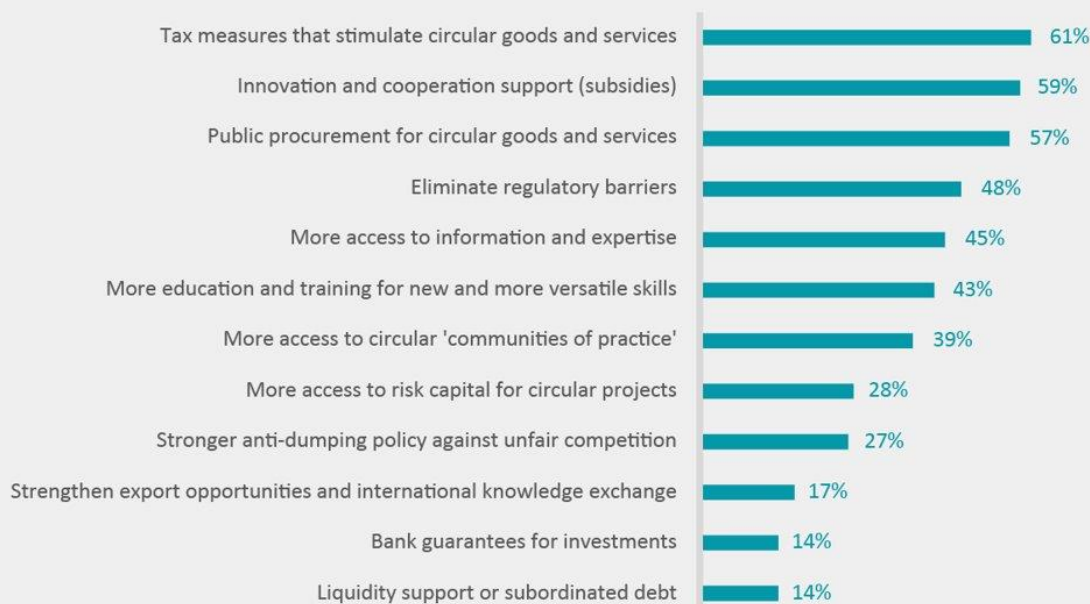 Tax measures that stimulate circular goods and services 61%
Innovation and cooperation support (subsidies) 59%
Public procurement for circular goods and services 57%
Eliminate regulatory barriers 48%
More access to information and expertise 45%
More education and training for new and more versatile skills 43%
More access to circular 'communities of practice' 39%
More access to risk capital for circular projects 28%
Stronger anti-dumping policy against unfair competition 27%
Strengthen export opportunities and international knowledge exchange 17%
Bank guarantees for investments 14%
Liquidity support or subordinated debt 14%